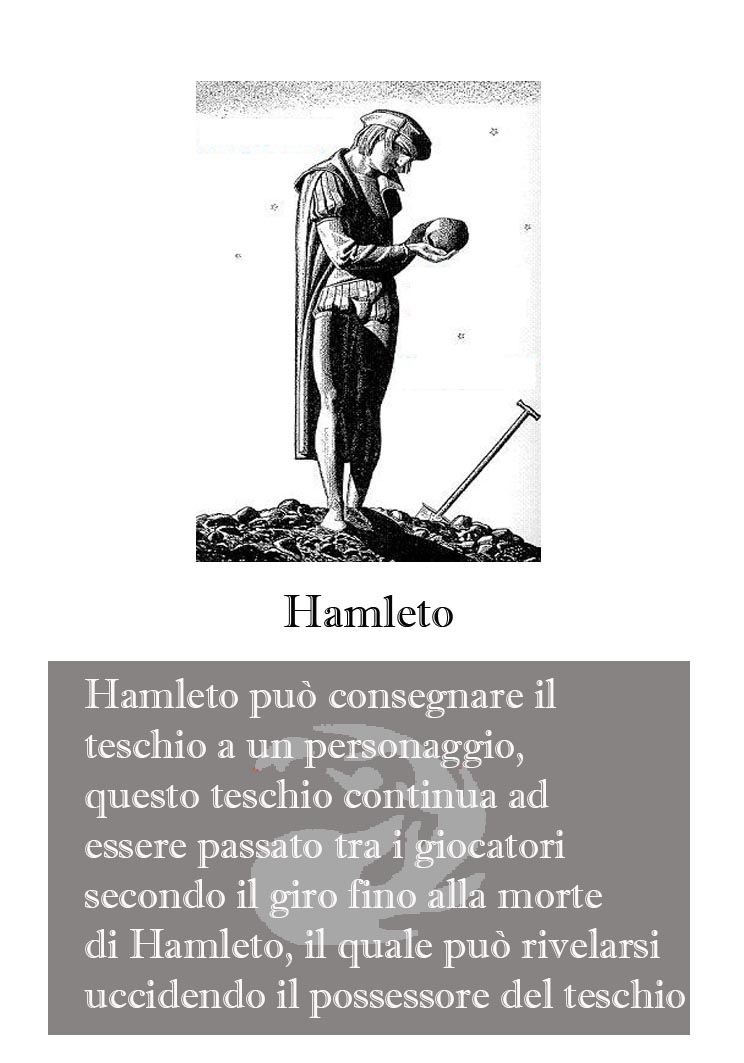 Hamleto
Hamleto può consegnare il
teschio a un personaggio,
questo teschio continua ad
essere passato tra i giocatori
secondo il giro fino alla morte
di Hamleto, il quale può rivelarsi
uccidendo il possessore del teschio